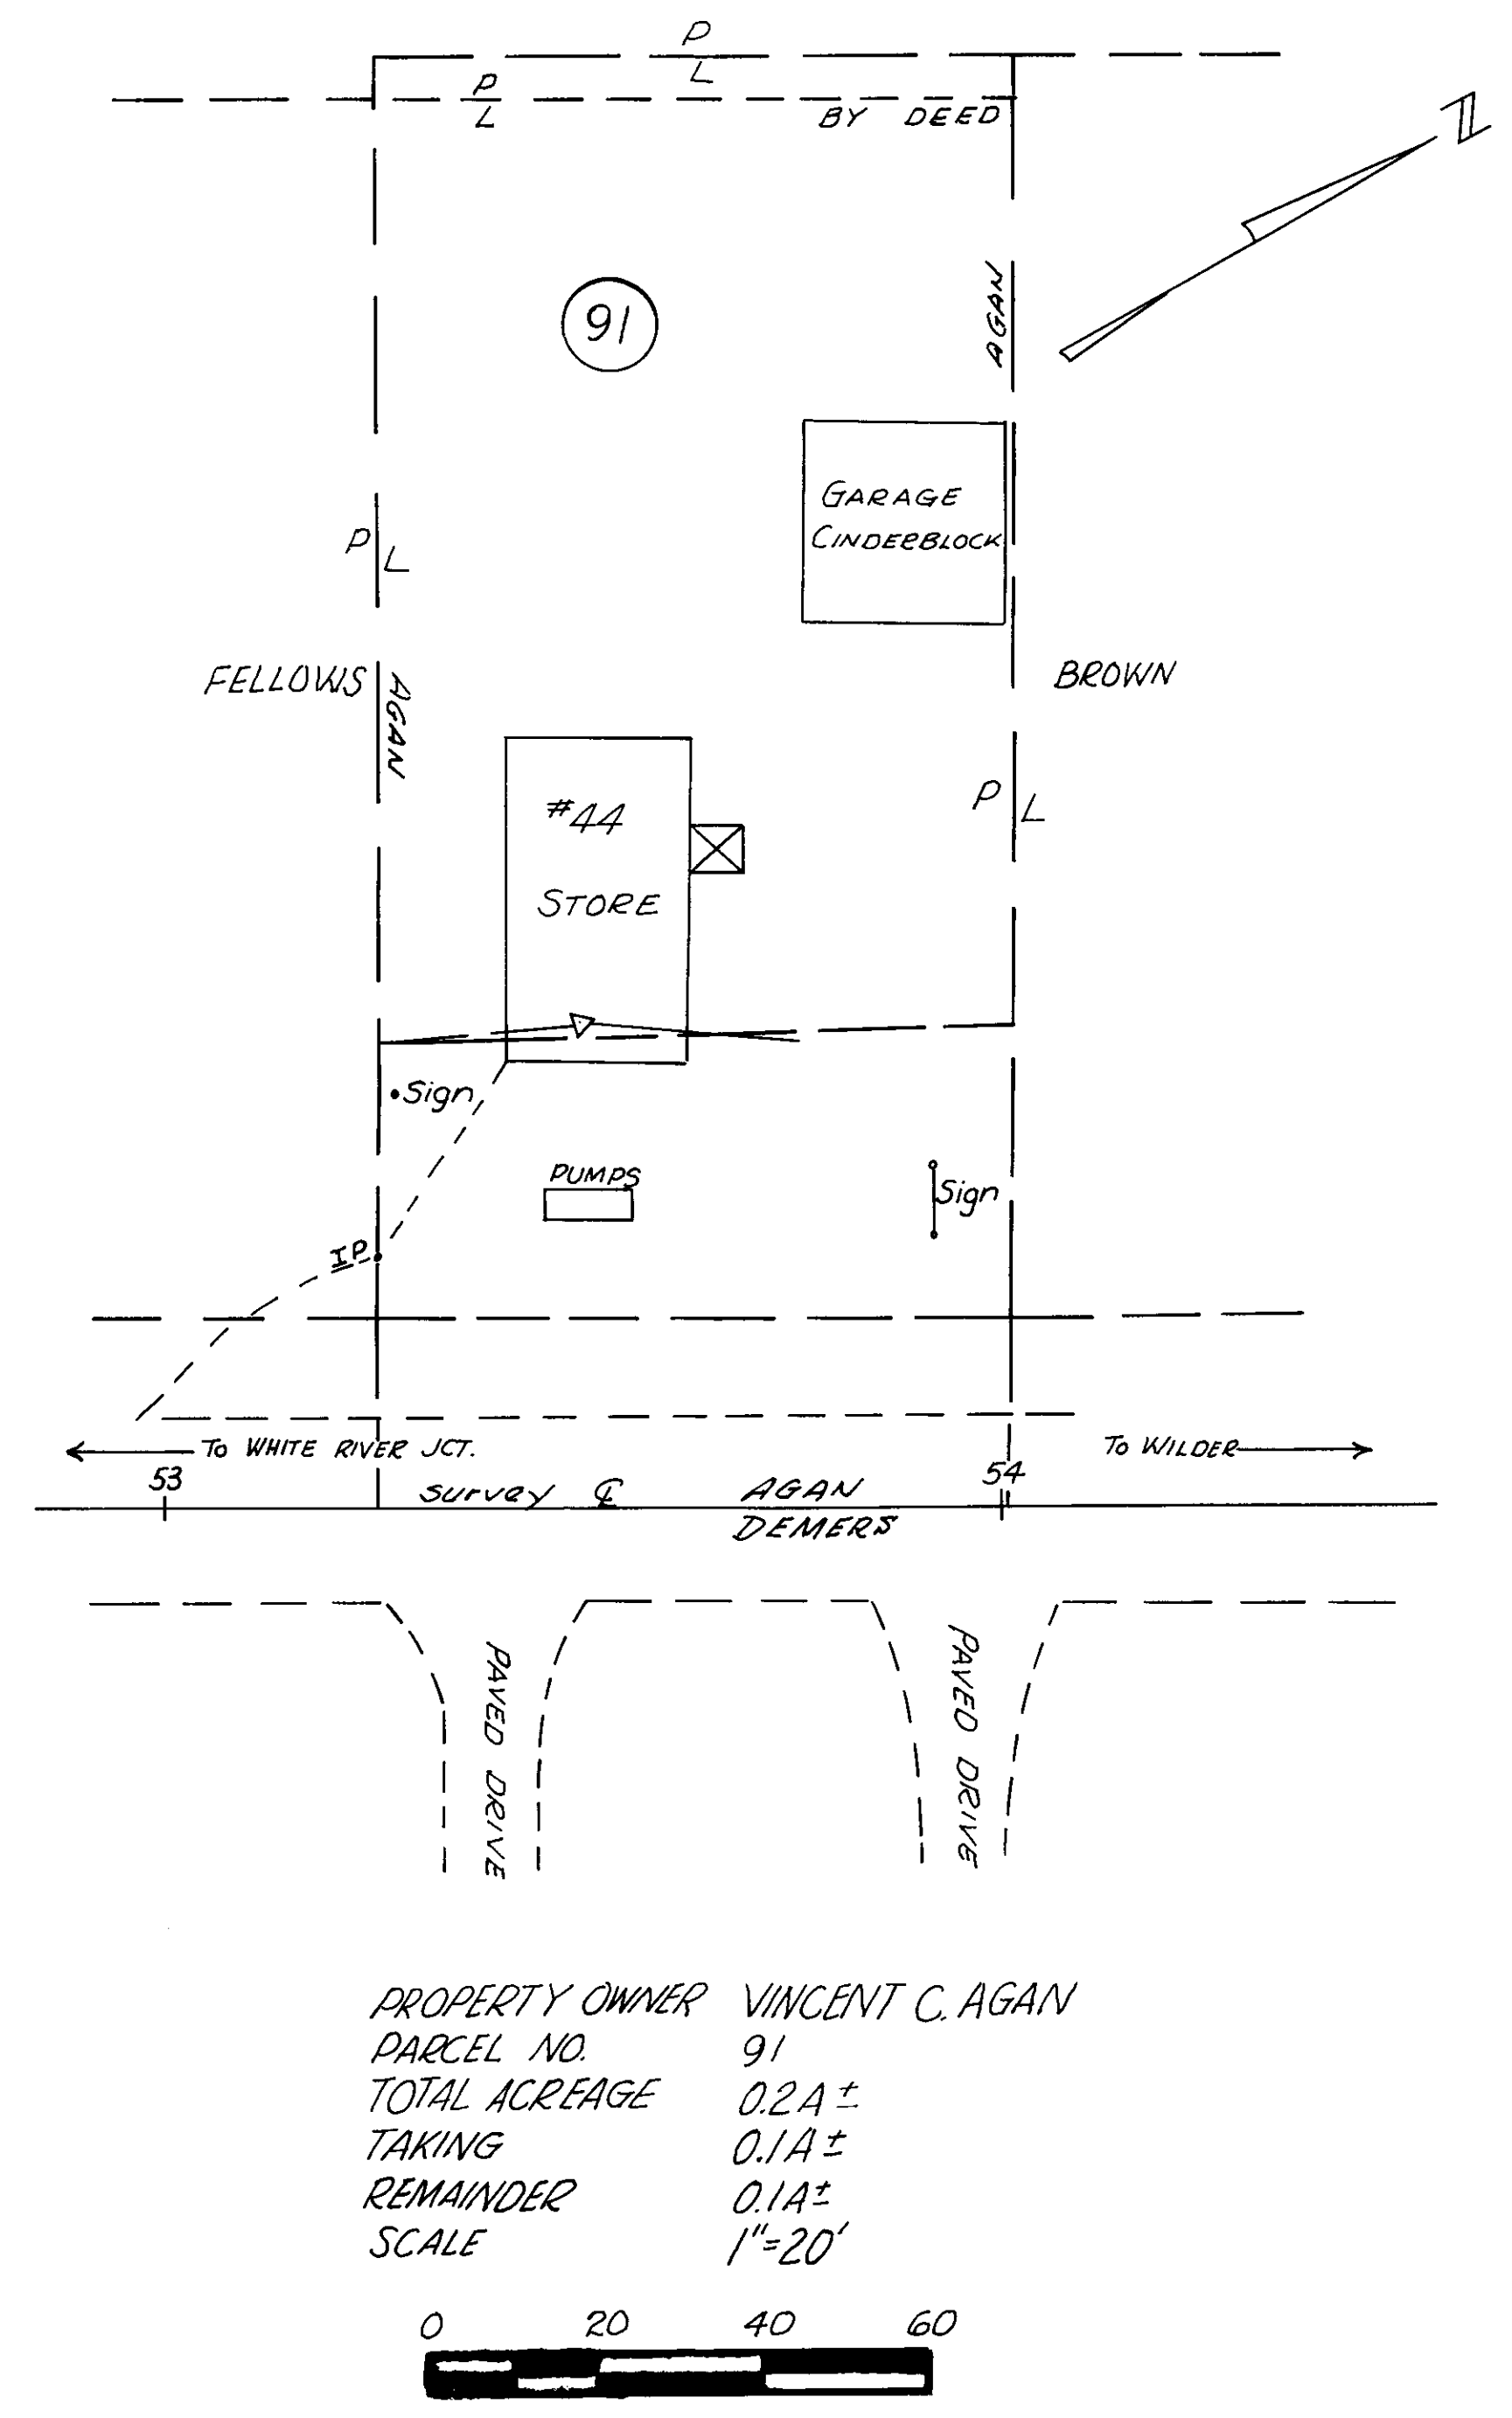 P
L
P
L
BY DEED
N
91
AGAN
GARAGE
CINDERBLOCK
P L
FELLOWS
AGAN
BROWN
#44
P L
STORE
Sign
PUMPS
Sign
I.P.
TO WHITE RIVER JCT.
TO WILDER
53
54
Survey ℄
AGAN
DEMERS
PAVED DRIVE
PAVED DRIVE
PROPERTY OWNER VINCENT C. AGAN
PARCEL NO. 91
TOTAL ACREAGE 0.2A±
TAKING 0.1A±
REMAINDER 0.1A±
SCALE 1"=20'
0 20 40 60